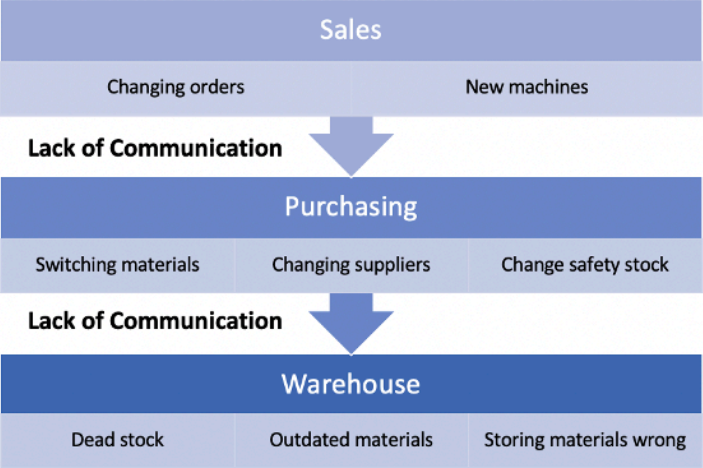 Sales
Changing orders
New machines
Lack of Communication
Purchasing
Switching materials
Changing suppliers
Change safety stock
Lack of Communication
Warehouse
Dead stock
Outdated materials
Storing materials wrong